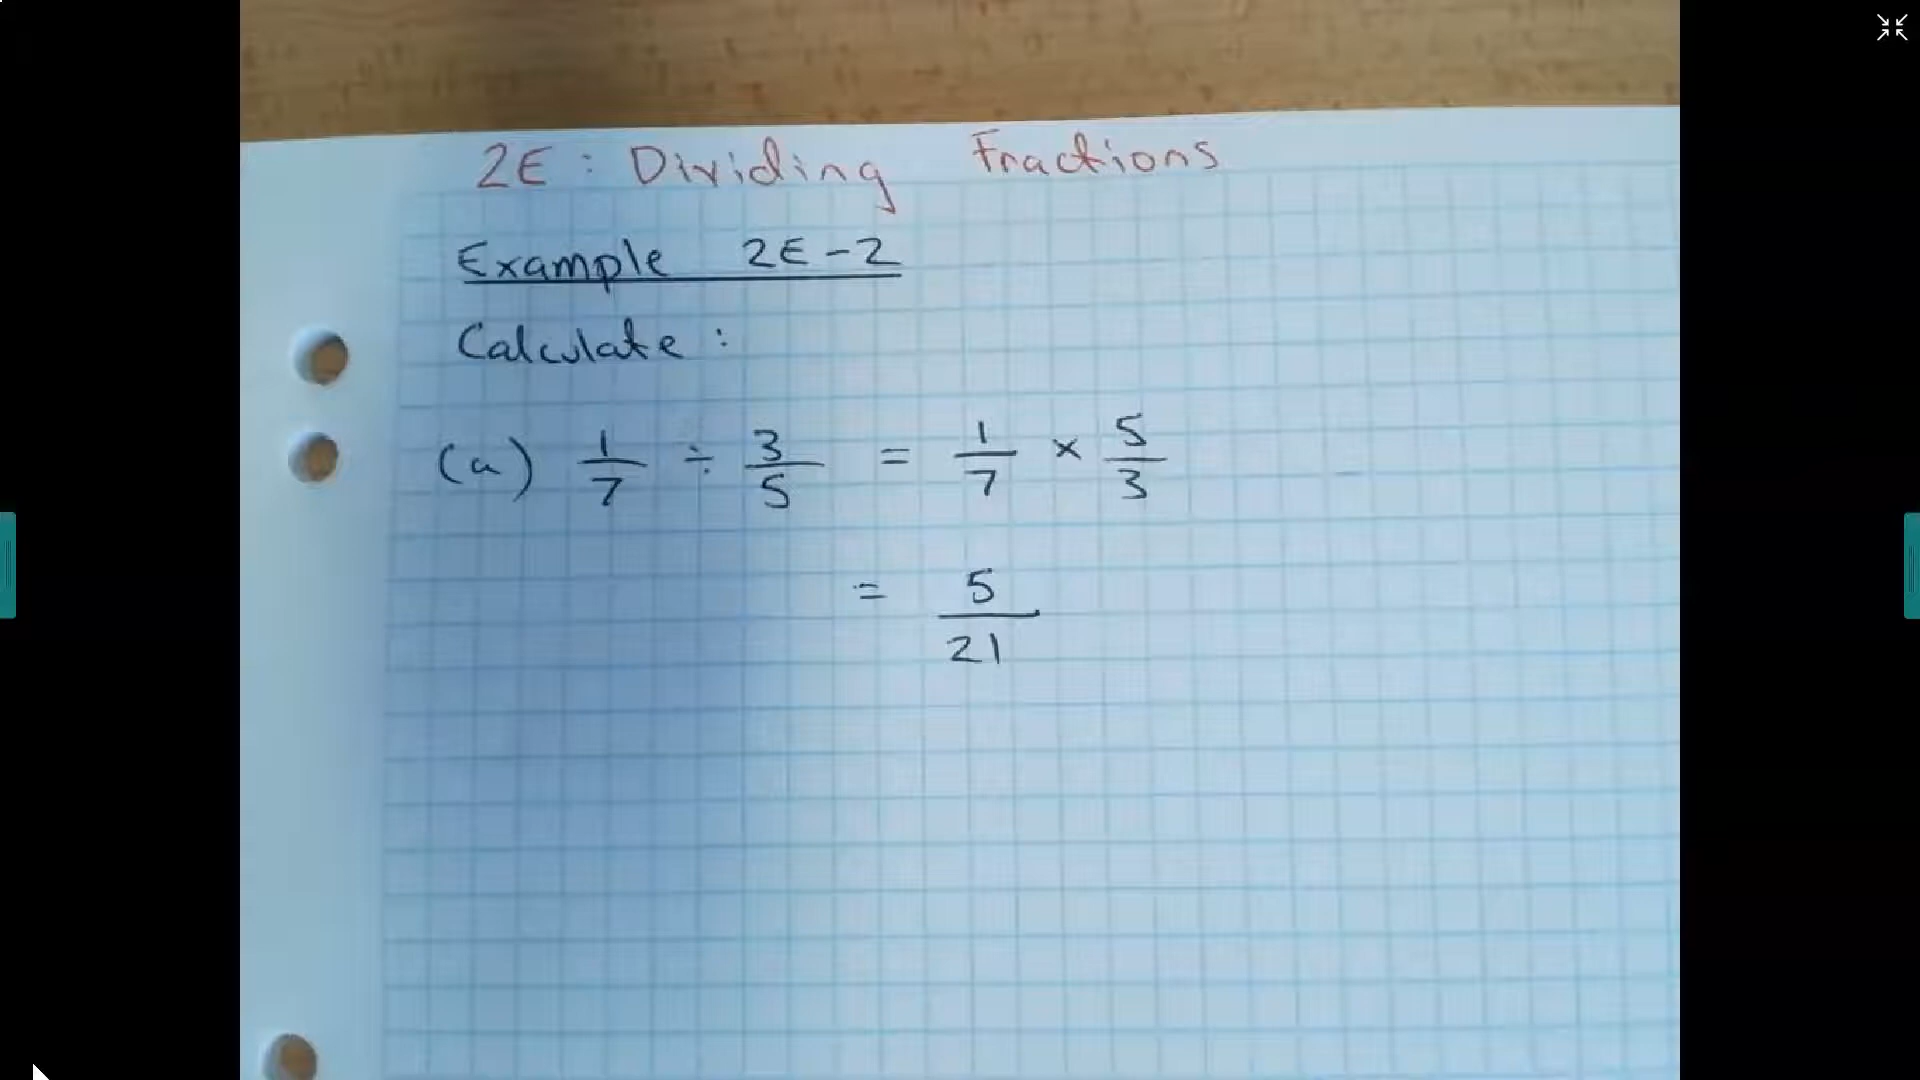 2E : Dividing Fractions
Example 2E-2
Calculate :
(a) 1/7 ÷ 3/5 = 1/7 × 5/3
= 5/21